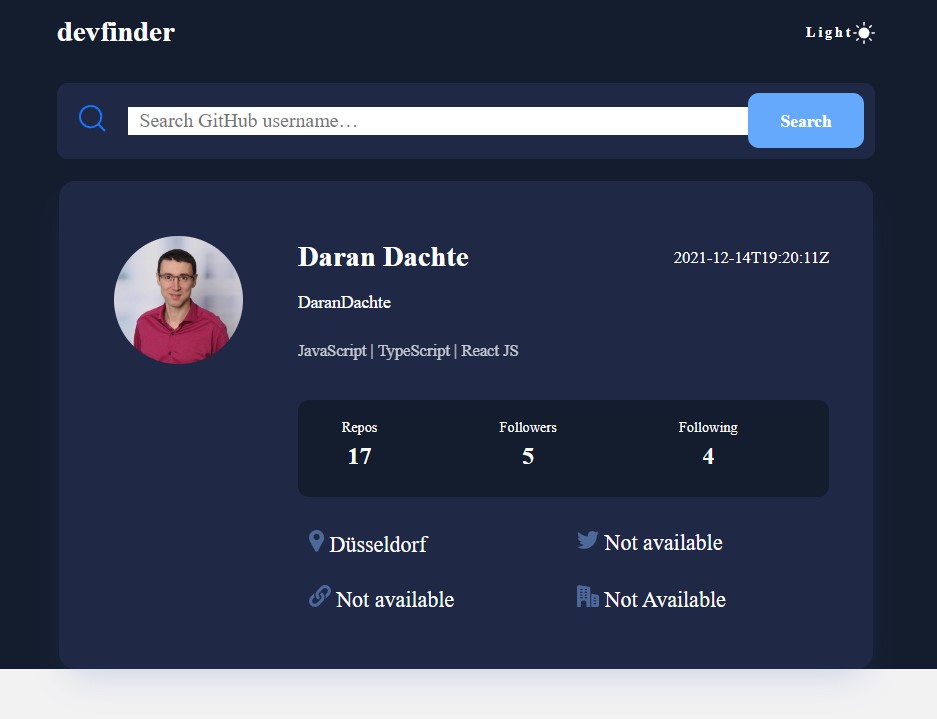 devfinder
Light
Search GitHub username…
Search
Daran Dachte
2021-12-14T19:20:11Z
DaranDachte
JavaScript | TypeScript | React JS
Repos Followers Following
17 5 4
Düsseldorf Not available
Not available Not Available